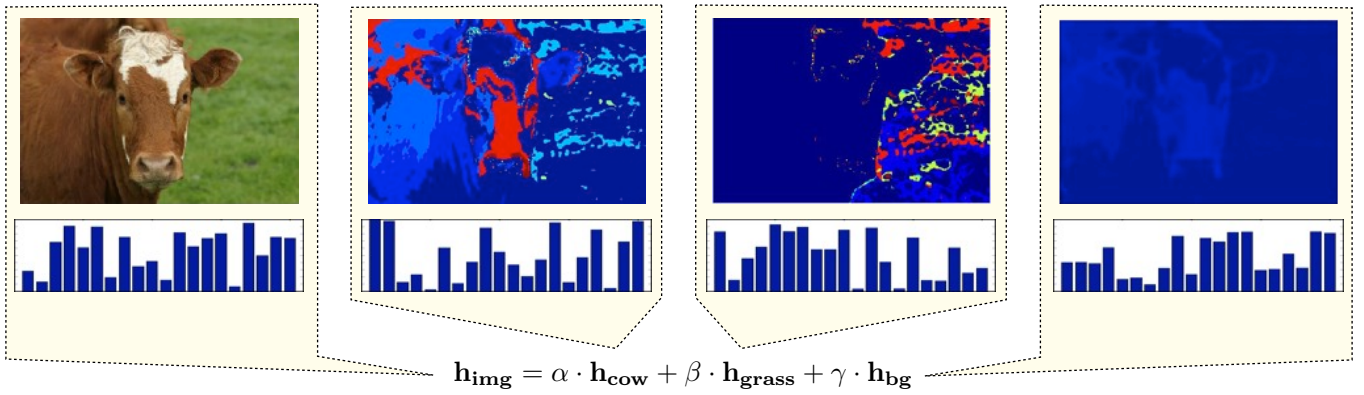 h_img = α · h_cow + β · h_grass + γ · h_bg